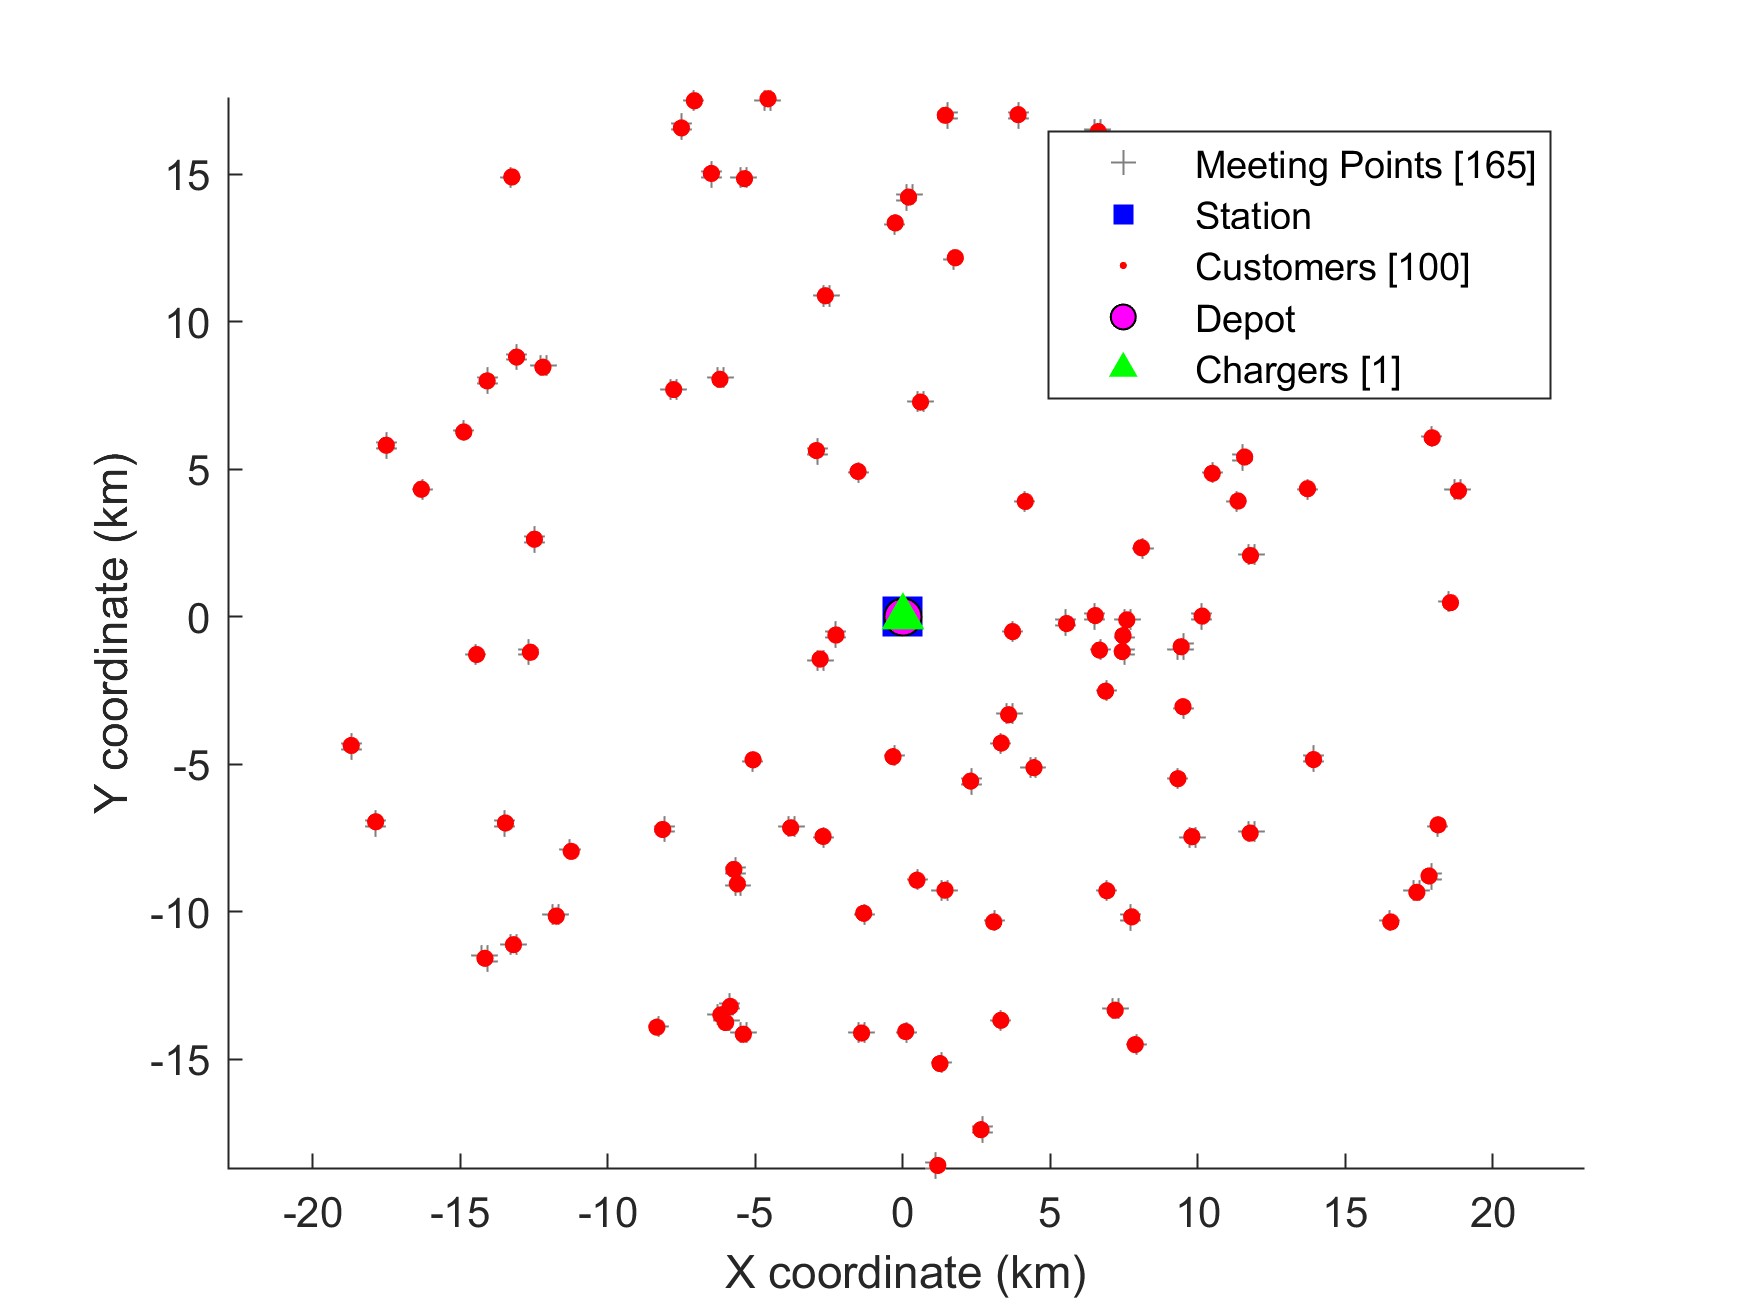 Meeting Points [165]
Station
Customers [100]
Depot
Chargers [1]
15
10
5
0
-5
-10
-15
Y coordinate (km)
-20 -15 -10 -5 0 5 10 15 20
X coordinate (km)